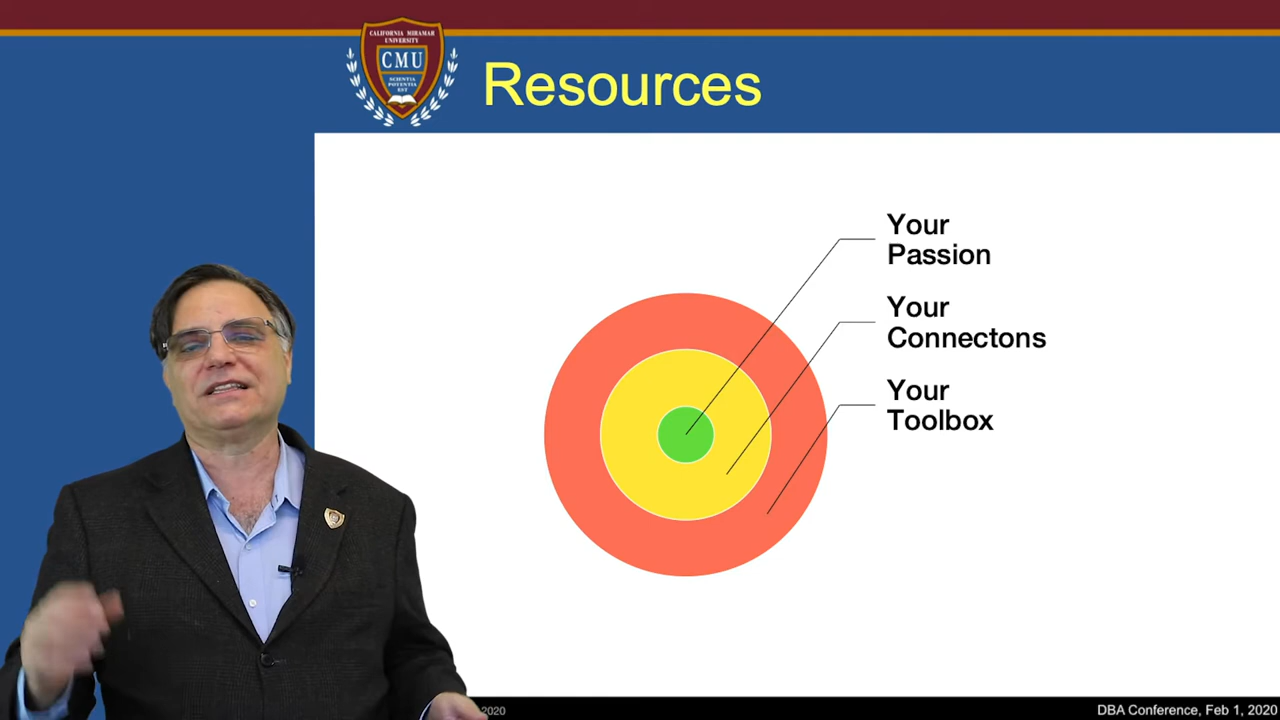 CALIFORNIA MIRAMAR
UNIVERSITY
CMU
SCIENTIA
POTENTIA
EST
Resources
Your
Passion
Your
Connectons
Your
Toolbox
2020
DBA Conference, Feb 1, 2020